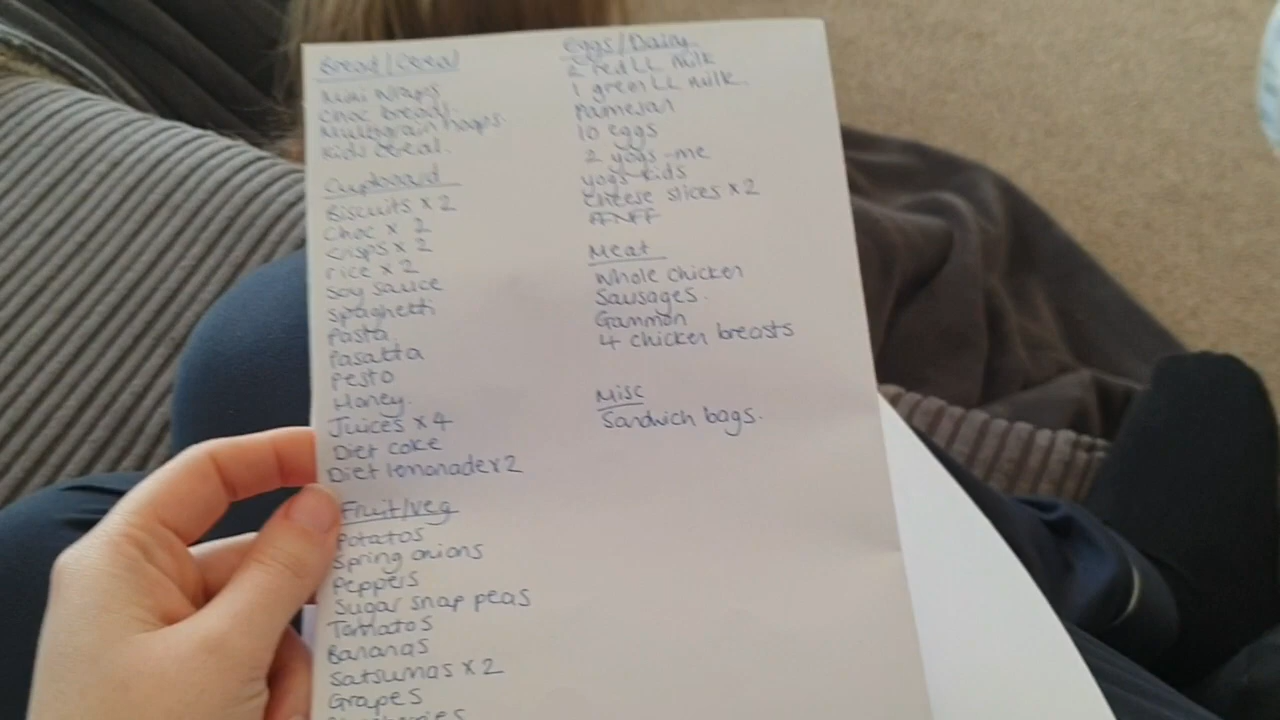 Bread/Cereal
Mini Wraps
Choc bread.
Multigrain hoops.
Kids cereal.
Cupboard
Biscuits x 2
Choc x 2
Crisps x 2
rice x 2
Soy sauce
Spaghetti
Pasta
Pasatta
Pesto
Honey.
Juices x 4
Diet coke
Diet lemonade x 2
Fruit/veg
Potatos
Spring onions
Peppers
Sugar snap peas
Tomatos
Bananas
Satsumas x 2
Grapes
Eggs/Dairy
2 red LL Milk
1 green LL Milk.
Parmesan
10 eggs
2 yogs -me
yogs kids
Cheese slices x 2
Meat
Whole chicken
Sausages.
Gammon
4 chicken breasts
Misc
Sandwich bags.